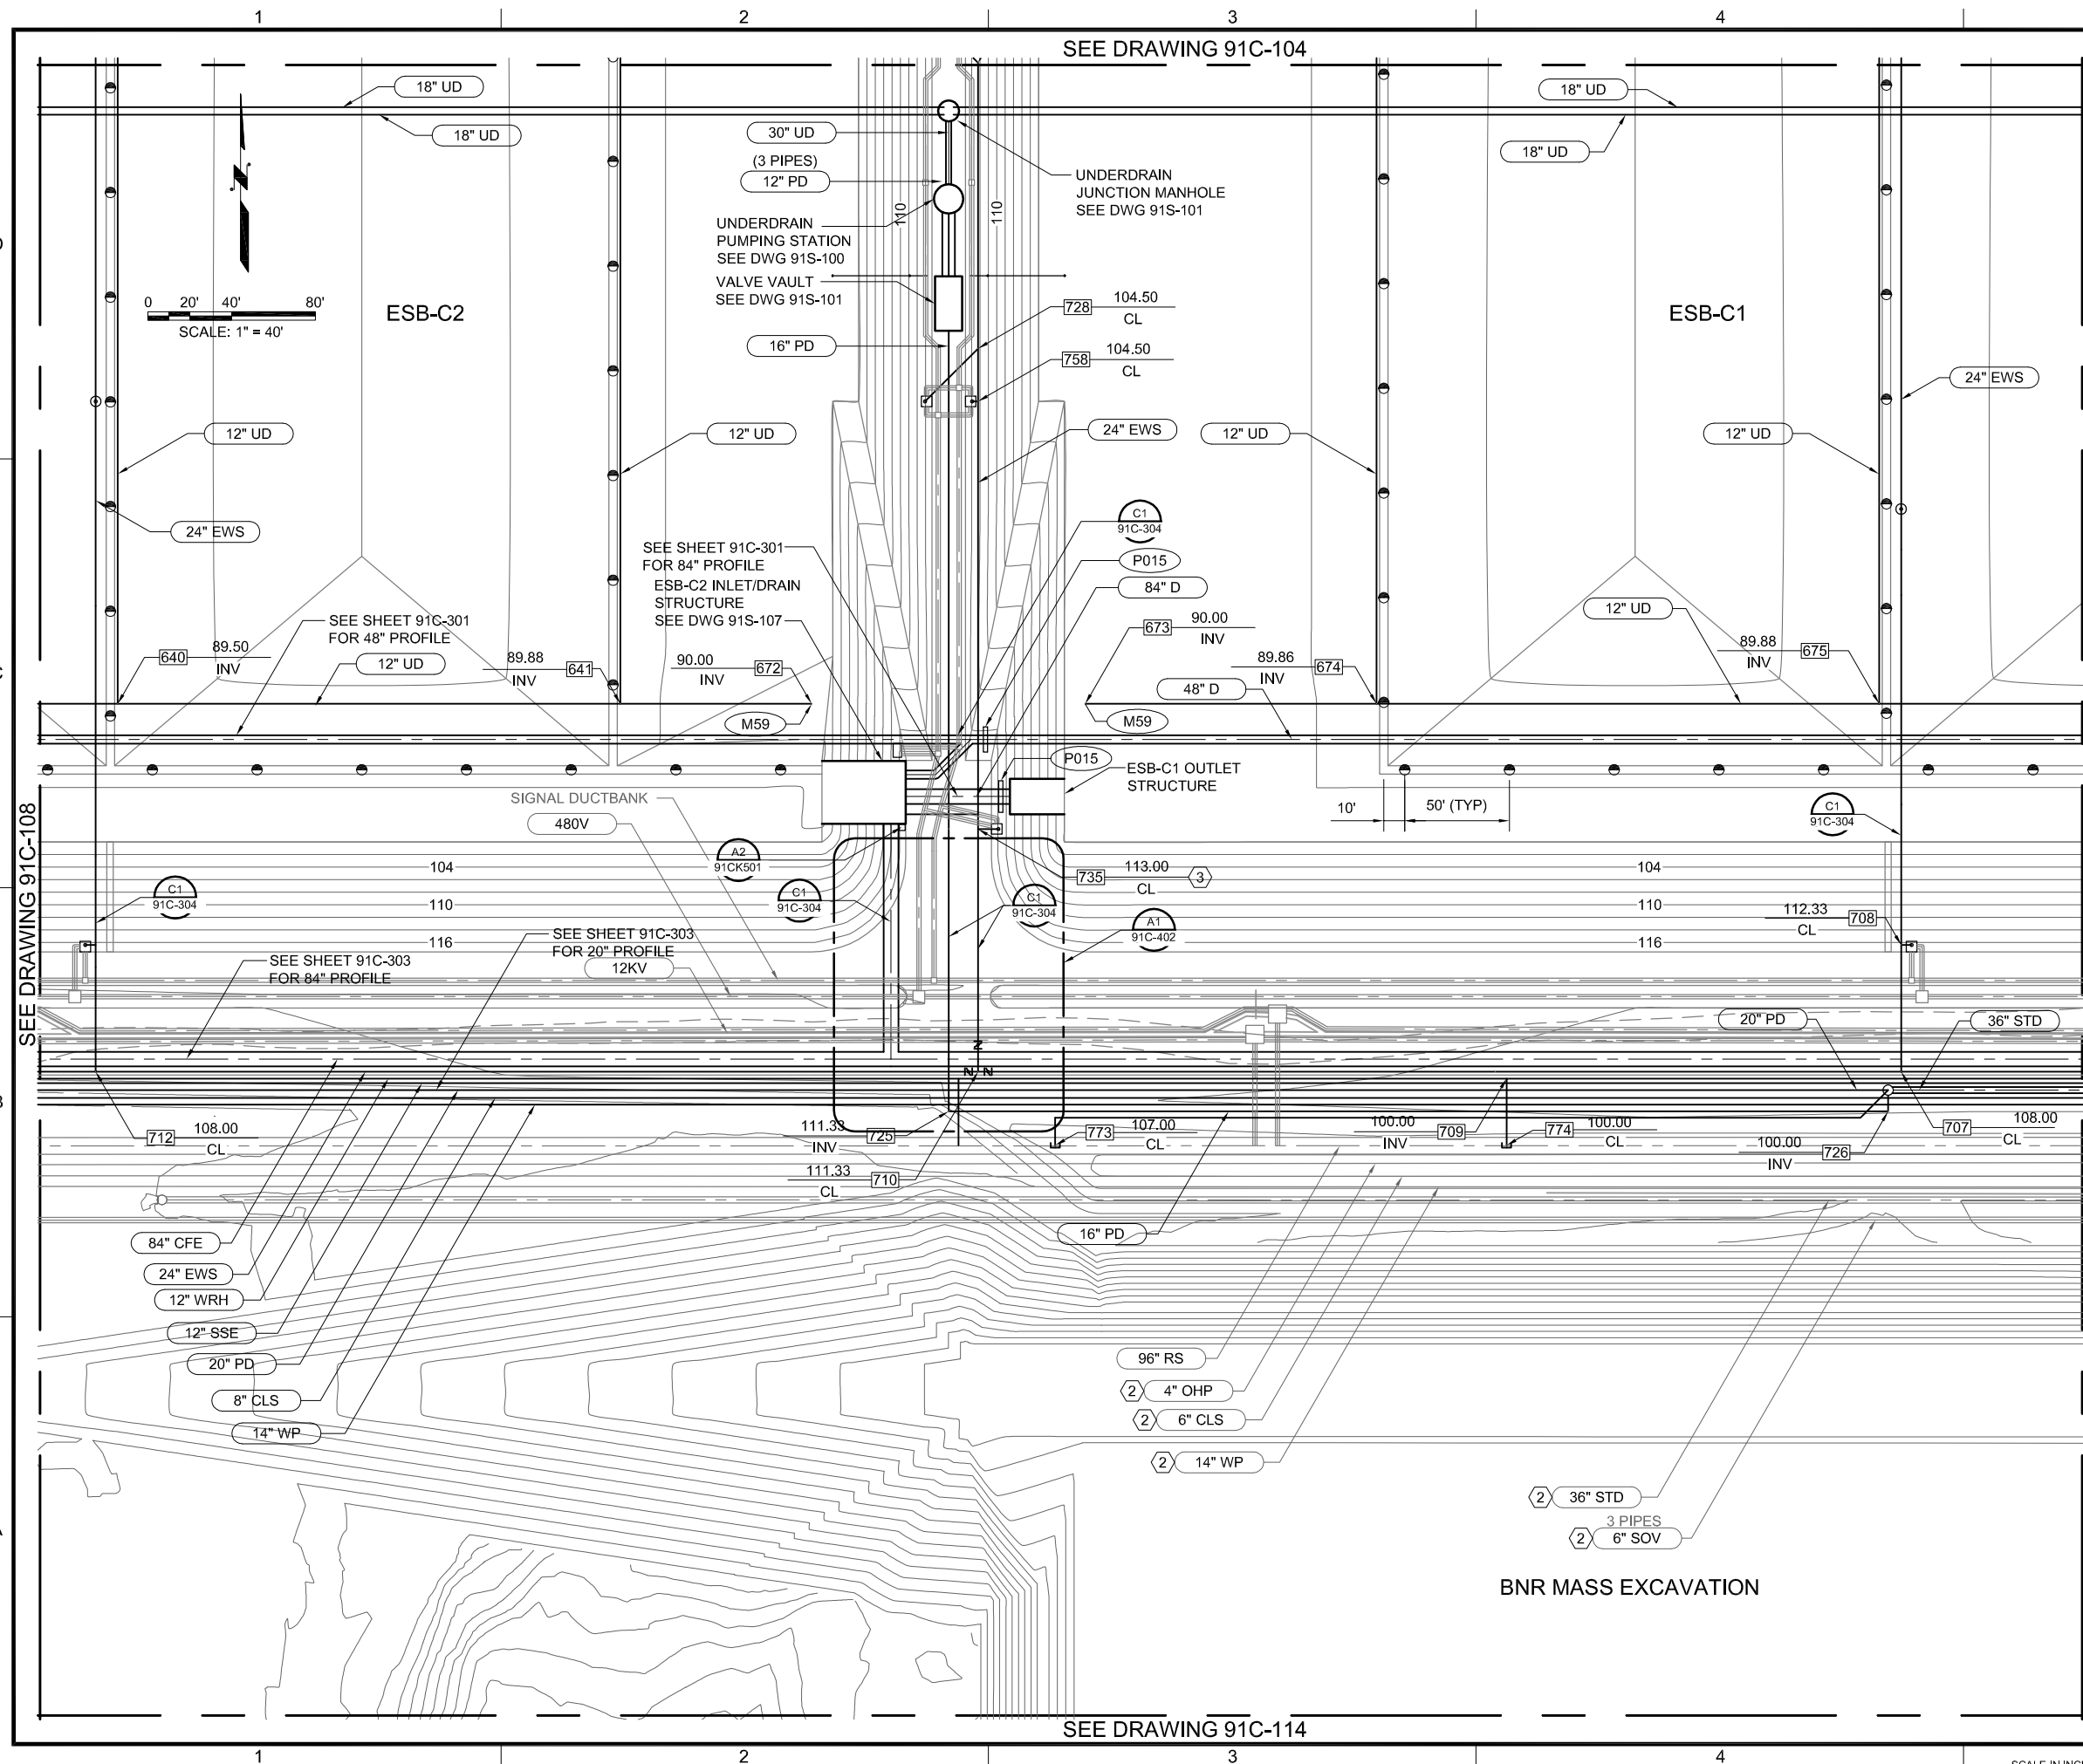 1
2
3
4
SEE DRAWING 91C-104
18" UD
18" UD
18" UD
18" UD
30" UD
(3 PIPES)
12" PD
UNDERDRAIN
JUNCTION MANHOLE
SEE DWG 91S-101
110
110
UNDERDRAIN
PUMPING STATION
SEE DWG 91S-100
VALVE VAULT
SEE DWG 91S-101
0 20' 40' 80'
SCALE: 1" = 40'
ESB-C2
ESB-C1
728
104.50
CL
16" PD
758
104.50
CL
24" EWS
12" UD
12" UD
24" EWS
12" UD
12" UD
24" EWS
C1
91C-304
SEE SHEET 91C-301
FOR 84" PROFILE
P015
ESB-C2 INLET/DRAIN
STRUCTURE
SEE DWG 91S-107
84" D
SEE SHEET 91C-301
FOR 48" PROFILE
12" UD
673
90.00
INV
640
89.50
INV
12" UD
89.88
INV
641
90.00
INV
672
89.86
INV
674
89.88
INV
675
48" D
M59
M59
P015
ESB-C1 OUTLET
STRUCTURE
SIGNAL DUCTBANK
480V
10'
50' (TYP)
C1
91C-304
SEE DRAWING 91C-108
A2
91CK501
104
735
113.00
CL
3
104
C1
91C-304
C1
91C-304
C1
91C-304
110
110
A1
91C-402
112.33
CL
708
116
116
SEE SHEET 91C-303
FOR 20" PROFILE
SEE SHEET 91C-303
FOR 84" PROFILE
12KV
20" PD
36" STD
712
108.00
CL
111.33
INV
725
773
107.00
CL
100.00
INV
709
774
100.00
CL
100.00
INV
726
707
108.00
CL
111.33
CL
710
16" PD
84" CFE
24" EWS
12" WRH
12" SSE
20" PD
8" CLS
14" WP
96" RS
2
4" OHP
2
6" CLS
2
14" WP
2
36" STD
3 PIPES
2
6" SOV
BNR MASS EXCAVATION
SEE DRAWING 91C-114
1
2
3
4